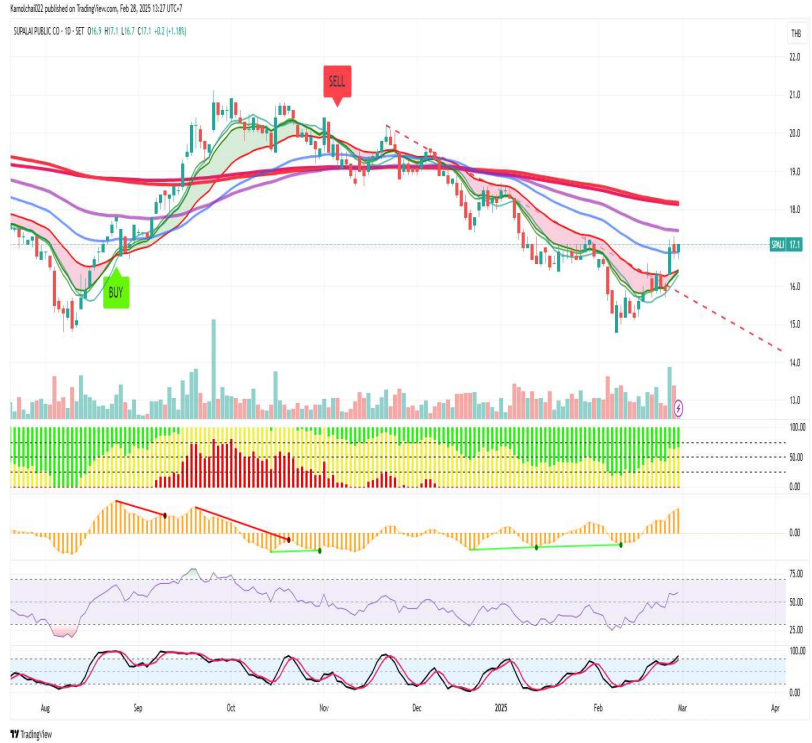 Kamolchai022 published on TradingView.com, Feb 28, 2025 13:27 UTC+7
SUPALAI PUBLIC CO · 1D · SET O16.9 H17.1 L16.7 C17.1 +0.2 (+1.18%)
THB
22.0
21.0
20.0
19.0
18.0
SPALI 17.1
16.0
15.0
14.0
13.0
SELL
BUY
100.00
50.00
0.00
0.00
75.00
50.00
25.00
100.00
50.00
0.00
Aug Sep Oct Nov Dec 2025 Feb Mar Apr
TradingView